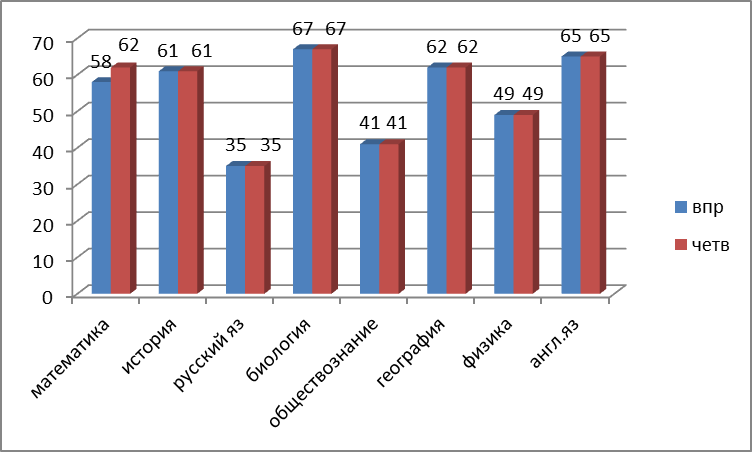 67 67
65 65
62
61 61
62 62
58
49 49
41 41
35 35
70
60
50
40
30
20
10
0
впр
четв
математика
история
русский яз
биология
обществознание
география
физика
англ.яз